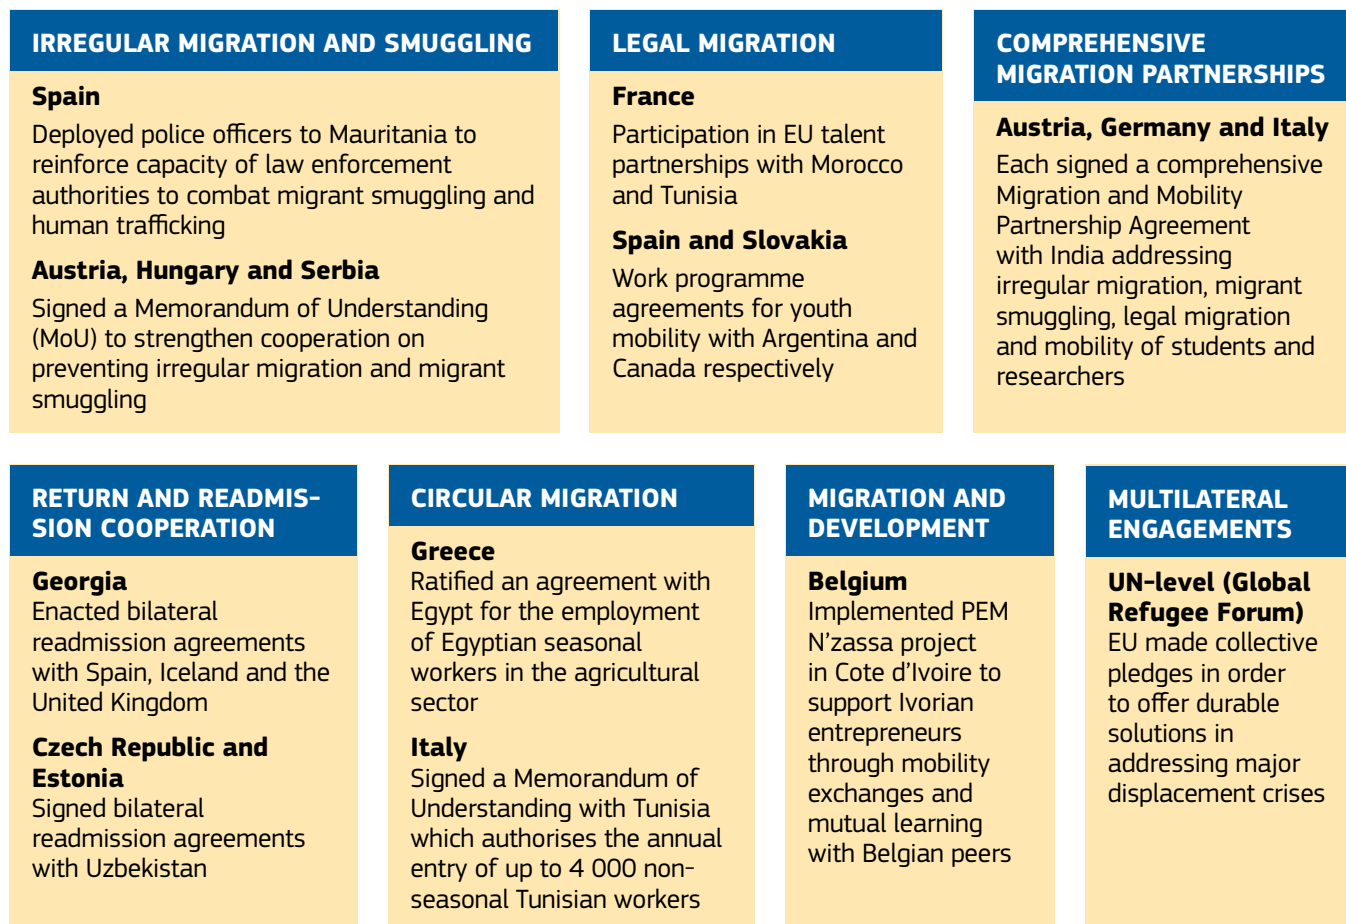 IRREGULAR MIGRATION AND SMUGGLING
Spain
Deployed police officers to Mauritania to
reinforce capacity of law enforcement
authorities to combat migrant smuggling and
human trafficking
Austria, Hungary and Serbia
Signed a Memorandum of Understanding
(MoU) to strengthen cooperation on
preventing irregular migration and migrant
smuggling
LEGAL MIGRATION
France
Participation in EU talent
partnerships with Morocco
and Tunisia
Spain and Slovakia
Work programme
agreements for youth
mobility with Argentina and
Canada respectively
COMPREHENSIVE
MIGRATION PARTNERSHIPS
Austria, Germany and Italy
Each signed a comprehensive
Migration and Mobility
Partnership Agreement
with India addressing
irregular migration, migrant
smuggling, legal migration
and mobility of students and
researchers
RETURN AND READMIS-
SION COOPERATION
Georgia
Enacted bilateral
readmission agreements
with Spain, Iceland and the
United Kingdom
Czech Republic and
Estonia
Signed bilateral
readmission agreements
with Uzbekistan
CIRCULAR MIGRATION
Greece
Ratified an agreement with
Egypt for the employment
of Egyptian seasonal
workers in the agricultural
sector
Italy
Signed a Memorandum of
Understanding with Tunisia
which authorises the annual
entry of up to 4 000 non-
seasonal Tunisian workers
MIGRATION AND
DEVELOPMENT
Belgium
Implemented PEM
N’zassa project
in Cote d’Ivoire to
support Ivorian
entrepreneurs
through mobility
exchanges and
mutual learning
with Belgian peers
MULTILATERAL
ENGAGEMENTS
UN-level (Global
Refugee Forum)
EU made collective
pledges in order
to offer durable
solutions in
addressing major
displacement crises